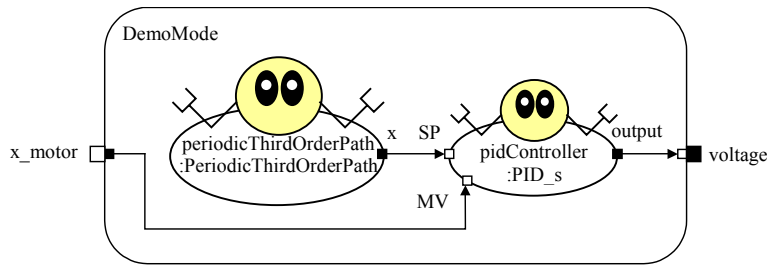 DemoMode
periodicThirdOrderPath
:PeriodicThirdOrderPath
x
SP
output
x_motor
pidController
:PID_s
voltage
MV